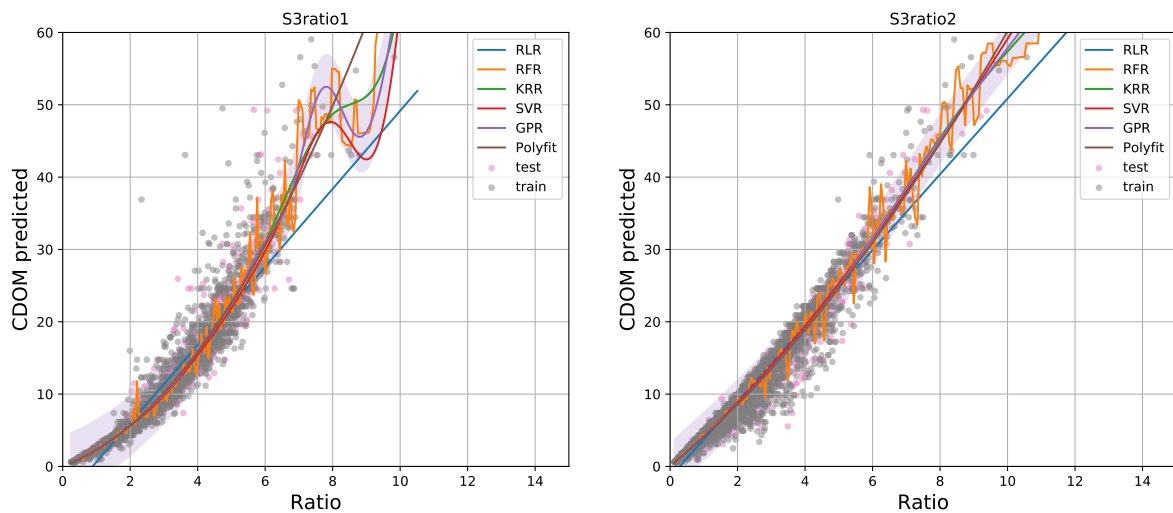 S3ratio1
60
50
40
30
20
10
0
CDOM predicted
RLR
RFR
KRR
SVR
GPR
Polyfit
test
train
0 2 4 6 8 10 12 14
Ratio
S3ratio2
60
50
40
30
20
10
0
CDOM predicted
RLR
RFR
KRR
SVR
GPR
Polyfit
test
train
0 2 4 6 8 10 12 14
Ratio